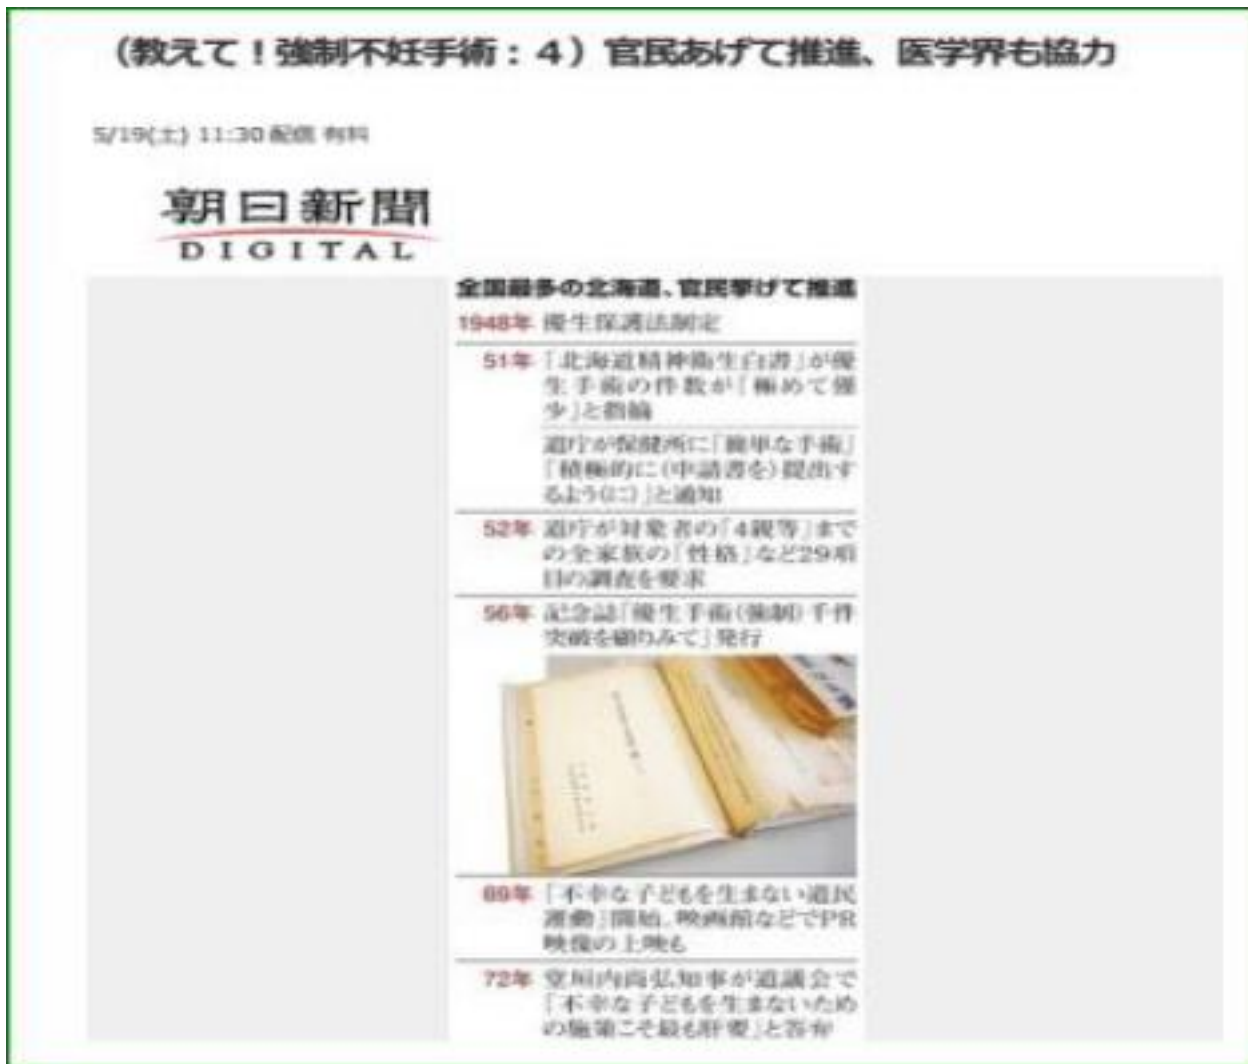 （教えて！強制不妊手術：４）官民あげて推進、医学界も協力
5/19(土) 11:30 配信 有料
朝日新聞
DIGITAL
全国最多の北海道、官民挙げて推進
1948年 優生保護法制定
51年 「北海道精神衛生白書」が優
生手術の件数が「極めて僅
少」と指摘
道庁が保健所に「簡単な手術」
「積極的に(申請書を)提出す
るよう(に)」と通知
52年 道庁が対象者の「4親等」まで
の全家族の「性格」など29項
目の調査を要求
56年 記念誌「優生手術(強制)千件
突破を顧りみて」発行
69年 「不幸な子どもを生まない道民
運動」開始。映画館などでPR
映像の上映も
72年 堂垣内尚弘知事が道議会で
「不幸な子どもを生まないため
の施策こそ最も肝要」と答弁